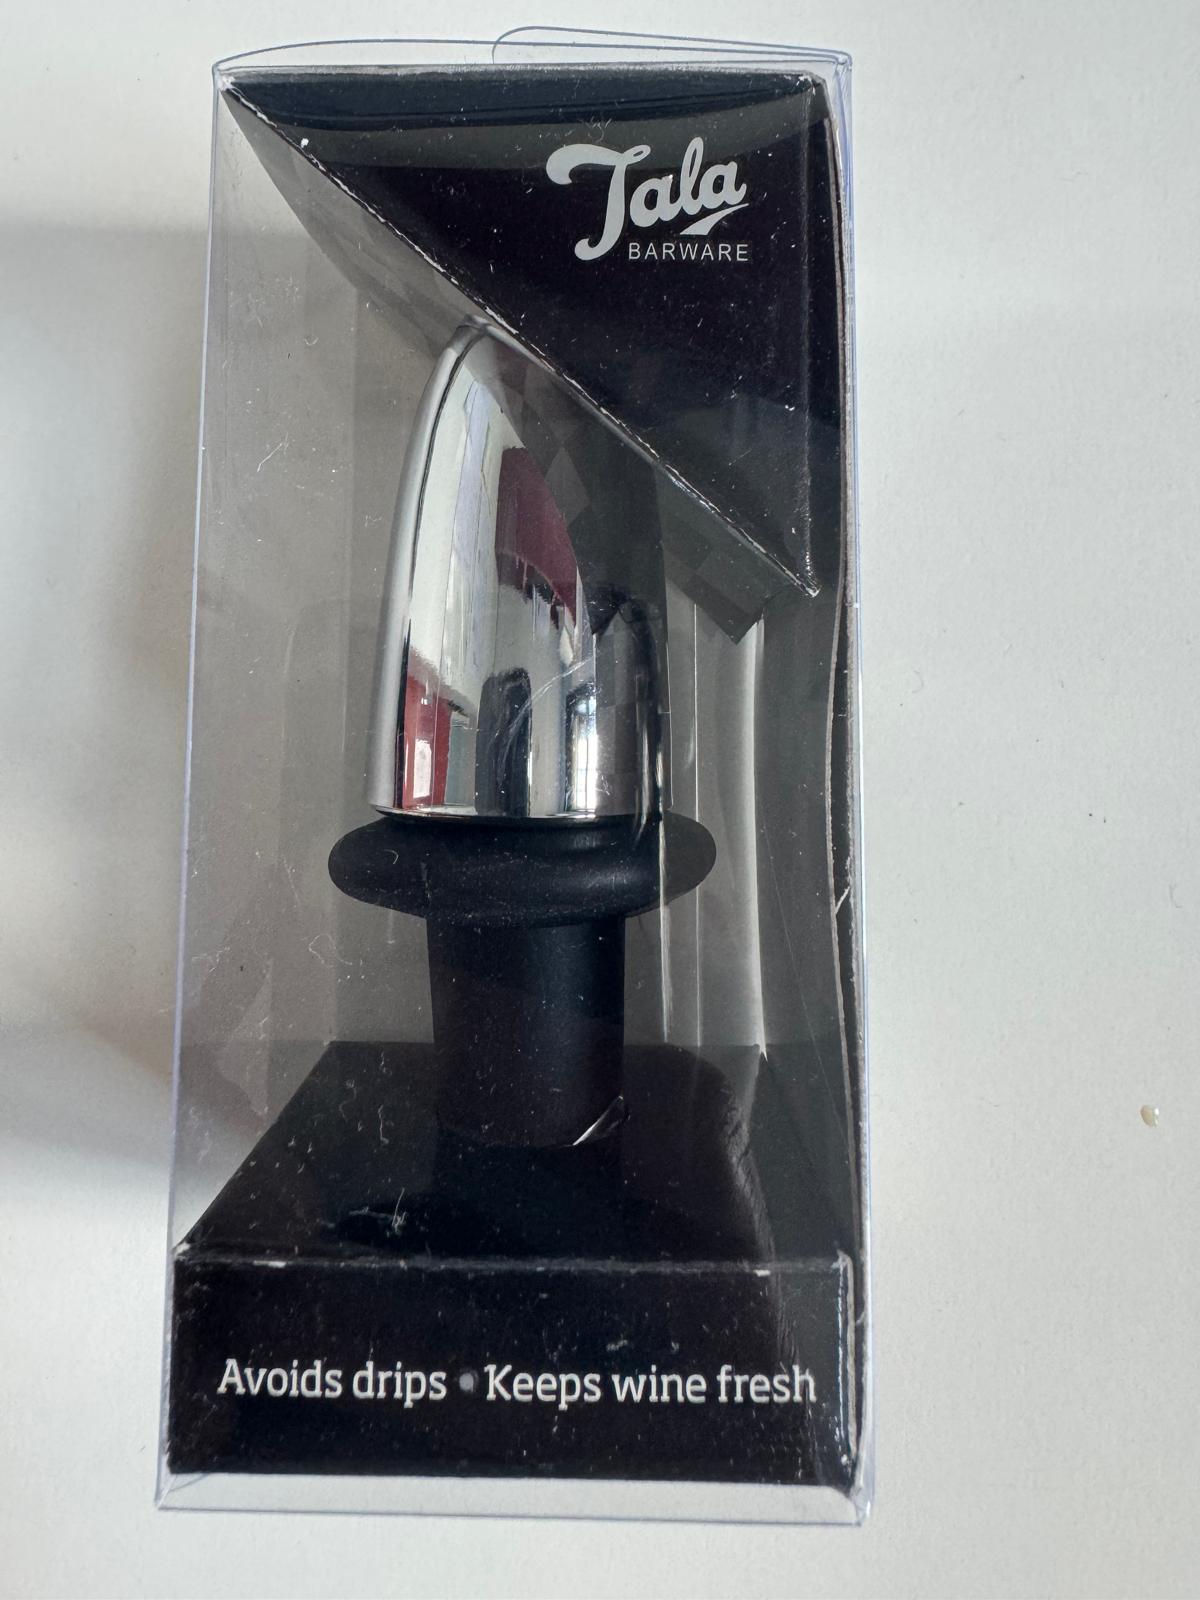 Tala
BARWARE
Avoids drips • Keeps wine fresh